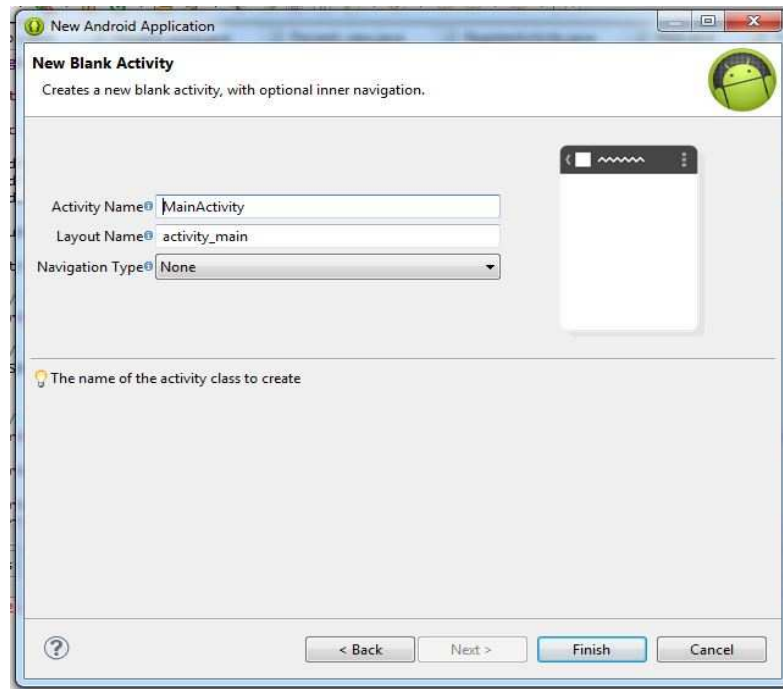 New Android Application
New Blank Activity
Creates a new blank activity, with optional inner navigation.
Activity Name MainActivity
Layout Name activity_main
Navigation Type None
The name of the activity class to create
< Back Next > Finish Cancel